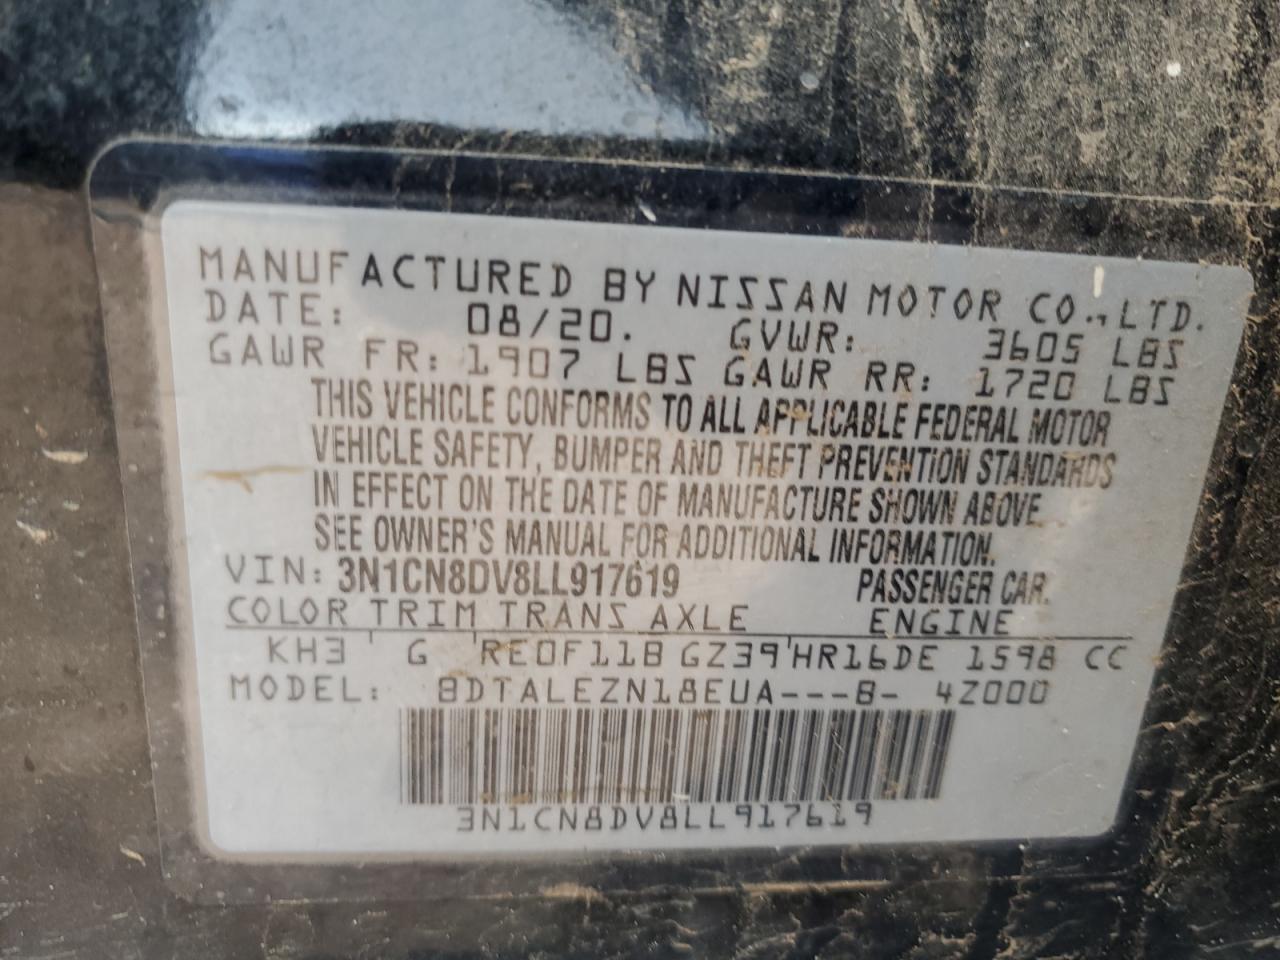 MANUFACTURED BY NISSAN MOTOR CO., LTD.
DATE: 08/20. GVWR: 3605 LBS
GAWR FR: 1907 LBS GAWR RR: 1720 LBS
THIS VEHICLE CONFORMS TO ALL APPLICABLE FEDERAL MOTOR
VEHICLE SAFETY, BUMPER AND THEFT PREVENTION STANDARDS
IN EFFECT ON THE DATE OF MANUFACTURE SHOWN ABOVE.
SEE OWNER'S MANUAL FOR ADDITIONAL INFORMATION.
VIN: 3N1CN8DV8LL917619 PASSENGER CAR.
COLOR TRIM TRANS AXLE ENGINE
KH3 G RE0F11B GZ39 HR16DE 1598 CC
MODEL: BDTALEZN18EUA---B- 4Z000
3N1CN8DV8LL917619